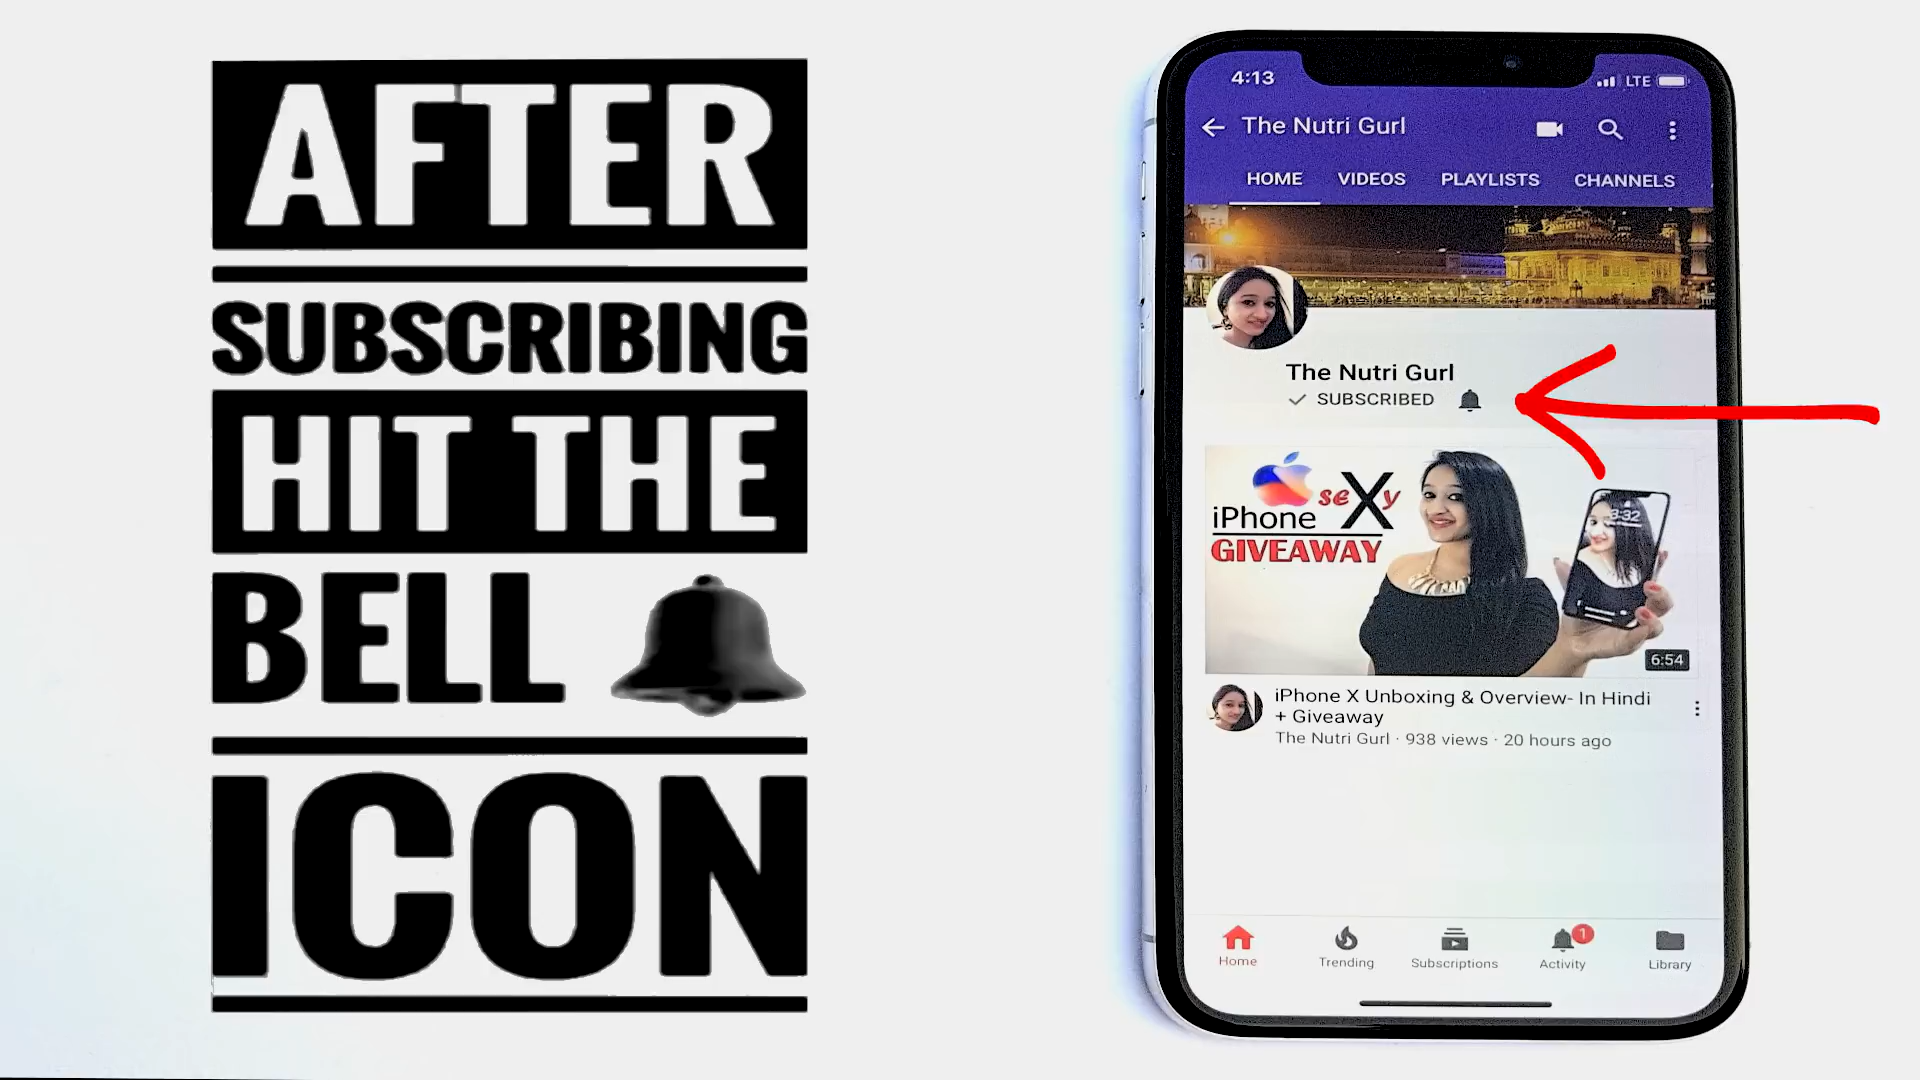 AFTER
SUBSCRIBING
HIT THE
BELL
ICON
4:13
LTE
The Nutri Gurl
HOME VIDEOS PLAYLISTS CHANNELS
The Nutri Gurl
SUBSCRIBED
seXy
iPhone
GIVEAWAY
3:32
6:54
iPhone X Unboxing & Overview- In Hindi
+ Giveaway
The Nutri Gurl · 938 views · 20 hours ago
1
Home Trending Subscriptions Activity Library